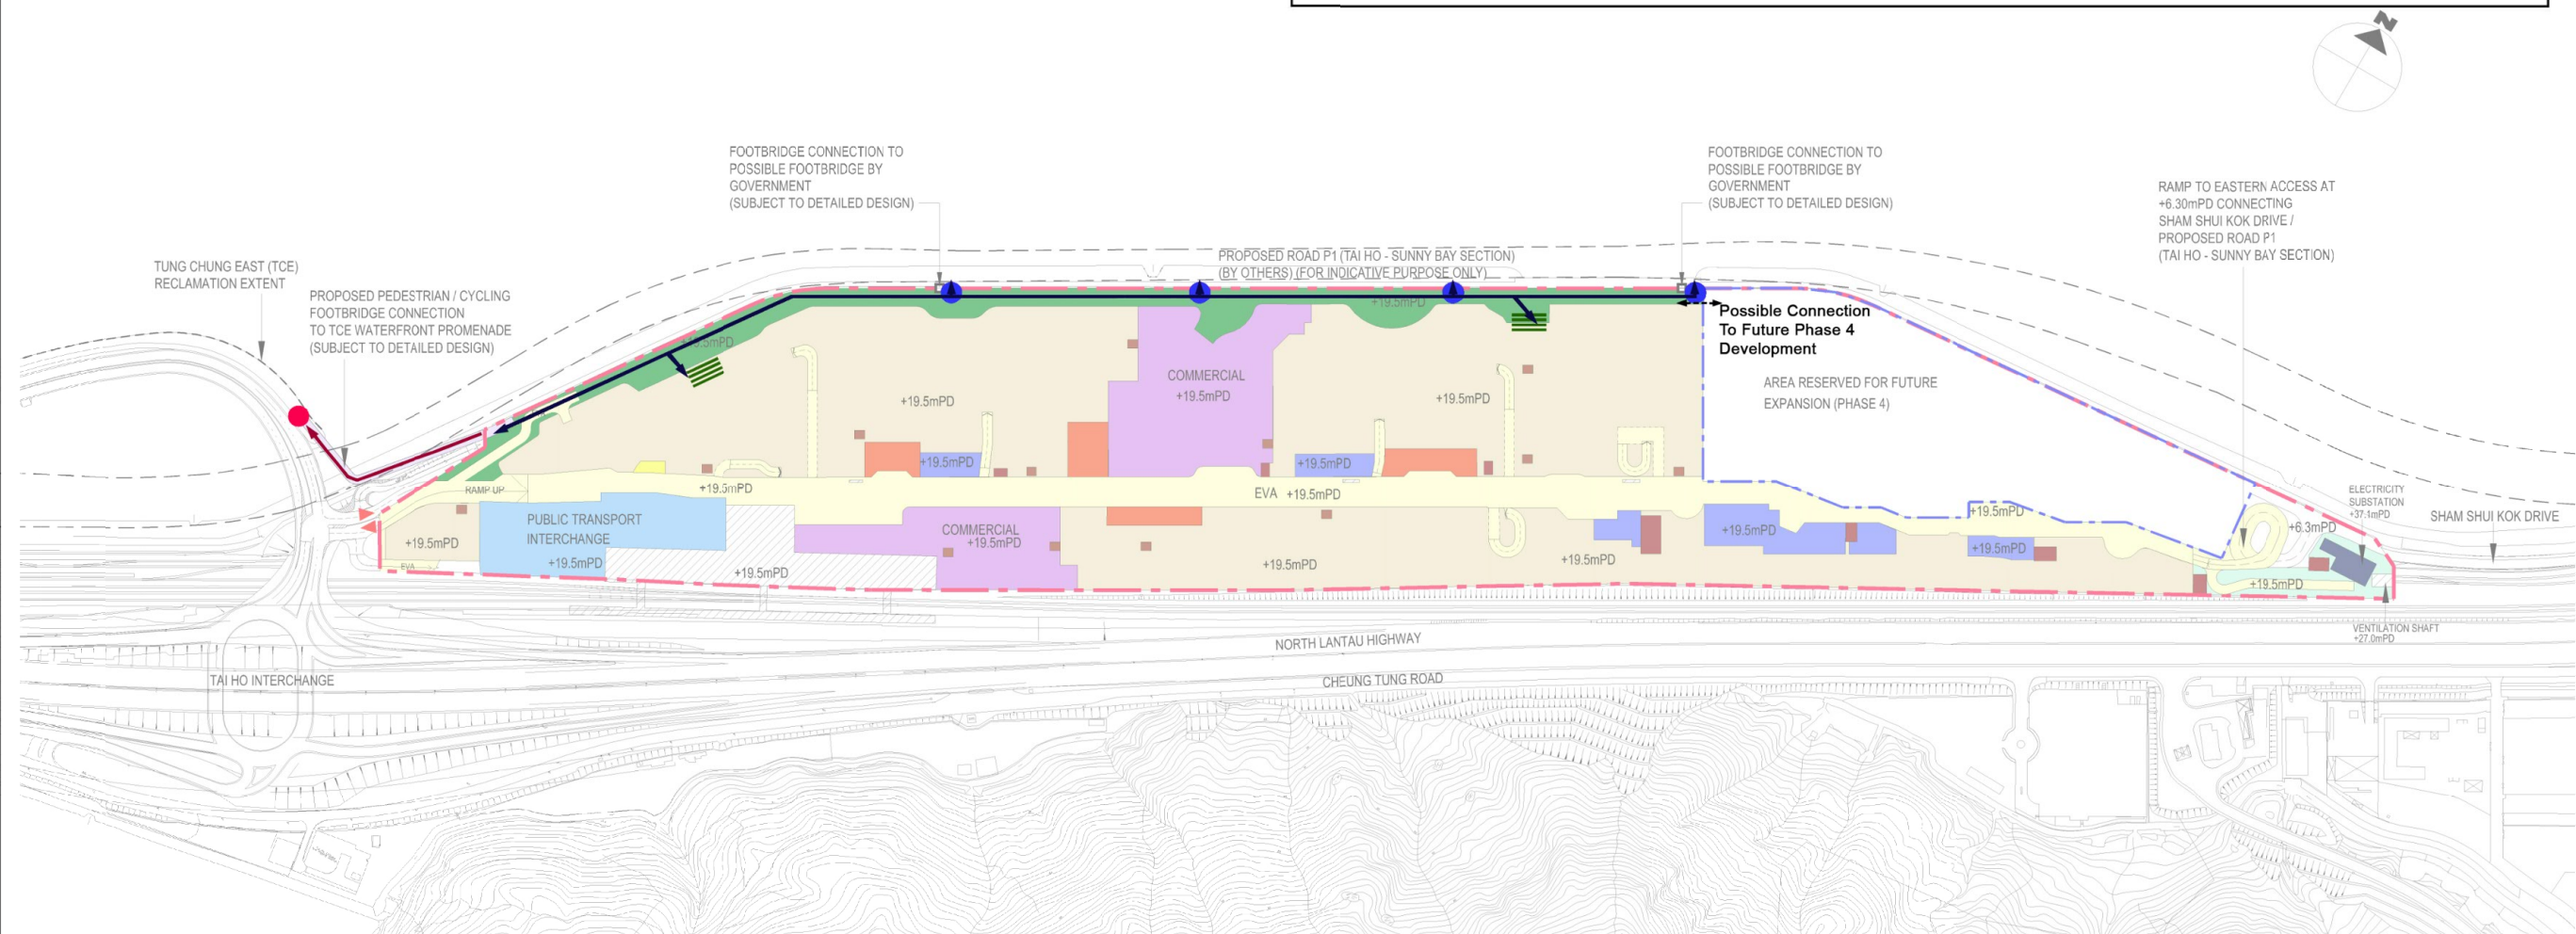 N
FOOTBRIDGE CONNECTION TO
POSSIBLE FOOTBRIDGE BY
GOVERNMENT
(SUBJECT TO DETAILED DESIGN)
FOOTBRIDGE CONNECTION TO
POSSIBLE FOOTBRIDGE BY
GOVERNMENT
(SUBJECT TO DETAILED DESIGN)
RAMP TO EASTERN ACCESS AT
+6.30mPD CONNECTING
SHAM SHUI KOK DRIVE /
PROPOSED ROAD P1
(TAI HO - SUNNY BAY SECTION)
PROPOSED ROAD P1 (TAI HO - SUNNY BAY SECTION)
(BY OTHERS) (FOR INDICATIVE PURPOSE ONLY)
TUNG CHUNG EAST (TCE)
RECLAMATION EXTENT
PROPOSED PEDESTRIAN / CYCLING
FOOTBRIDGE CONNECTION
TO TCE WATERFRONT PROMENADE
(SUBJECT TO DETAILED DESIGN)
+19.5mPD
+19.5mPD
Possible Connection
To Future Phase 4
Development
AREA RESERVED FOR FUTURE
EXPANSION (PHASE 4)
COMMERCIAL
+19.5mPD
+19.5mPD
+19.5mPD
+19.5mPD
+19.5mPD
RAMP UP
+19.5mPD
EVA +19.5mPD
ELECTRICITY
SUBSTATION
+37.1mPD
SHAM SHUI KOK DRIVE
+19.5mPD
+6.3mPD
PUBLIC TRANSPORT
INTERCHANGE
+19.5mPD
COMMERCIAL
+19.5mPD
+19.5mPD
+19.5mPD
+19.5mPD
EVA
+19.5mPD
+19.5mPD
+19.5mPD
+19.5mPD
+19.5mPD
VENTILATION SHAFT
+27.0mPD
NORTH LANTAU HIGHWAY
CHEUNG TUNG ROAD
TAI HO INTERCHANGE